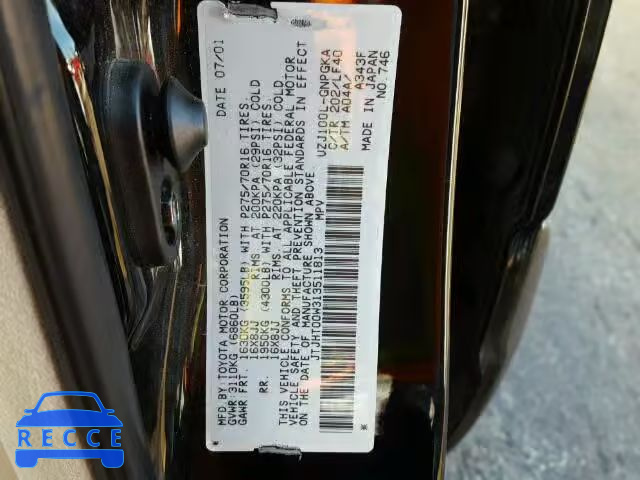 MFD. BY: TOYOTA MOTOR CORPORATION DATE 07/01
GVWR: 3110KG (6860LB)
GAWR FRT. 1630KG (3595LB) WITH P275/70R16 TIRES.
16X8JJ RIMS. AT 200KPA (29PSI) COLD
RR. 1950KG (4300LB) WITH P275/70R16 TIRES.
16X8JJ RIMS. AT 220KPA (32PSI) COLD
THIS VEHICLE CONFORMS TO ALL APPLICABLE FEDERAL MOTOR
VEHICLE SAFETY AND THEFT PREVENTION STANDARDS IN EFFECT
ON THE DATE OF MANUFACTURE SHOWN ABOVE.
JTJHT00W313511813 MPV
UZJ100L-GNPGKA
C/TR 202/LF40
A/TM A04A/ A343F
MADE IN JAPAN
NO. 746
RECCE